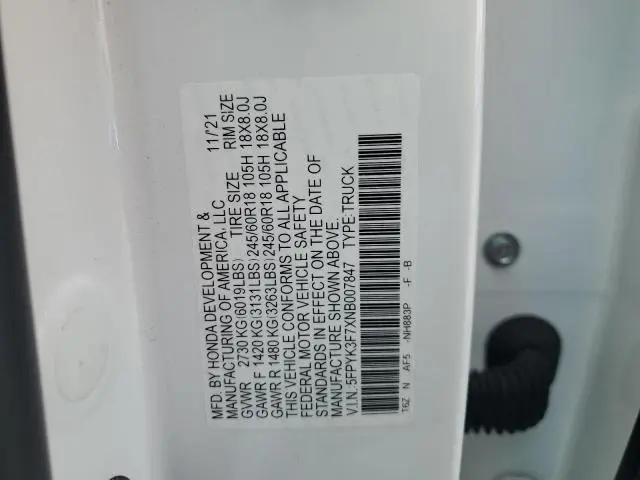 MFD. BY HONDA DEVELOPMENT &
MANUFACTURING OF AMERICA, LLC 11/'21
GVWR 2730 KG(6019LBS) TIRE SIZE RIM SIZE
GAWR F 1420 KG(3131LBS)245/60R18 105H 18X8.0J
GAWR R 1480 KG(3263LBS)245/60R18 105H 18X8.0J
THIS VEHICLE CONFORMS TO ALL APPLICABLE
FEDERAL MOTOR VEHICLE SAFETY
STANDARDS IN EFFECT ON THE DATE OF
MANUFACTURE SHOWN ABOVE.
V.I.N.:5FPYK3F7XNB007847 TYPE:TRUCK
T6Z N AF5 -NH883P -F -B